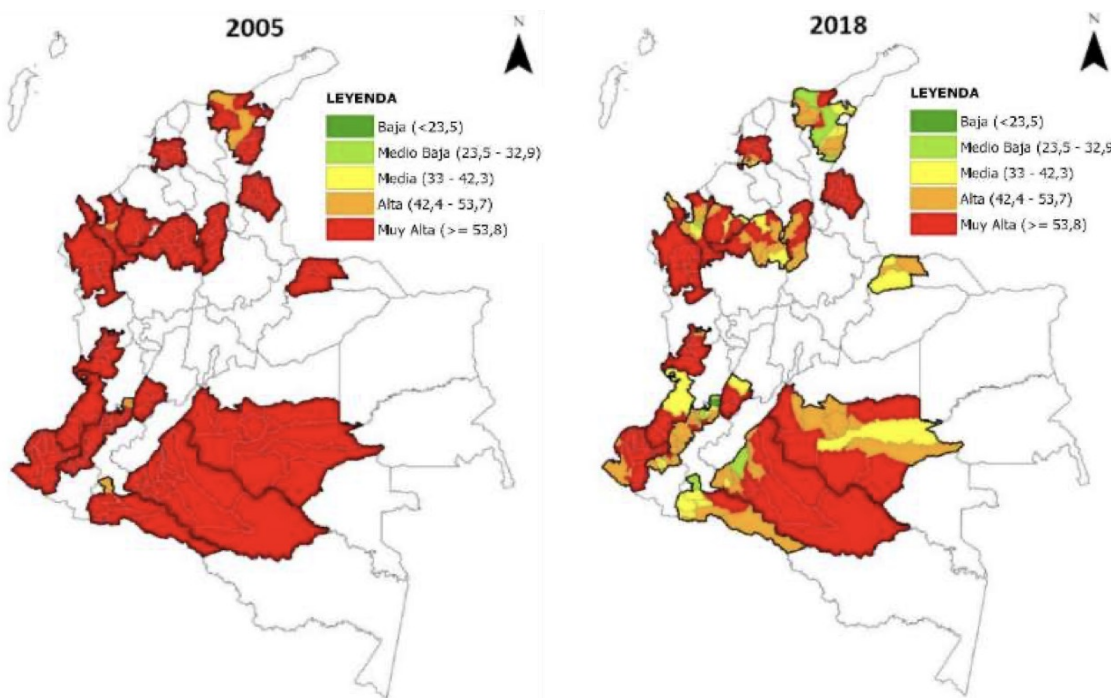 2005
N
LEYENDA
Baja (<23,5)
Medio Baja (23,5 - 32,9)
Media (33 - 42,3)
Alta (42,4 - 53,7)
Muy Alta (>= 53,8)
2018
N
LEYENDA
Baja (<23,5)
Medio Baja (23,5 - 32,9
Media (33 - 42,3)
Alta (42,4 - 53,7)
Muy Alta (>= 53,8)